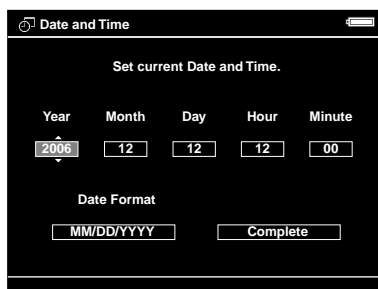 Date and Time
Set current Date and Time.
Year Month Day Hour Minute
2006 12 12 12 00
Date Format
MM/DD/YYYY Complete